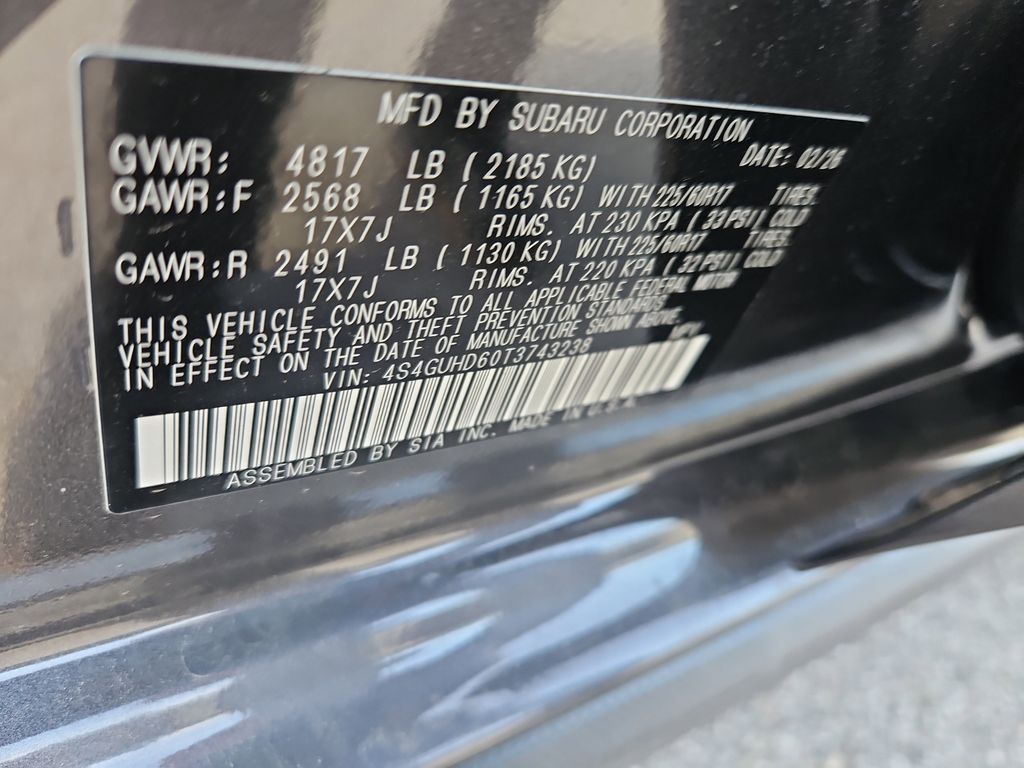 MFD BY SUBARU CORPORATION
GVWR: 4817 LB (2185 KG) DATE: 02/26
GAWR:F 2568 LB (1165 KG) WITH 225/60R17 TIRES.
17X7J RIMS. AT 230 KPA (33 PSI) COLD
GAWR:R 2491 LB (1130 KG) WITH 225/60R17 TIRES.
17X7J RIMS. AT 220 KPA (32 PSI) COLD
THIS VEHICLE CONFORMS TO ALL APPLICABLE FEDERAL MOTOR
VEHICLE SAFETY AND THEFT PREVENTION STANDARDS
IN EFFECT ON THE DATE OF MANUFACTURE SHOWN ABOVE.
VIN: 4S4GUHD60T3743238 MPV
ASSEMBLED BY SIA INC. MADE IN U.S.A.